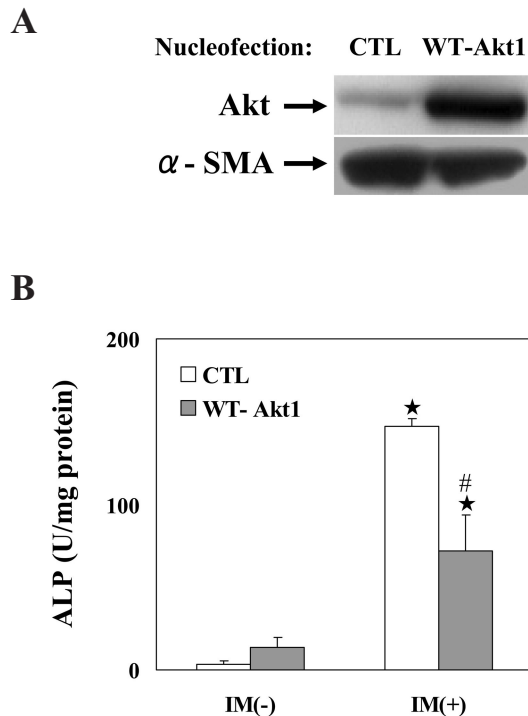 A
Nucleofection: CTL WT-Akt1
Akt
α - SMA
B
200
CTL
WT- Akt1
★
#
★
100
0
ALP (U/mg protein)
IM(-) IM(+)